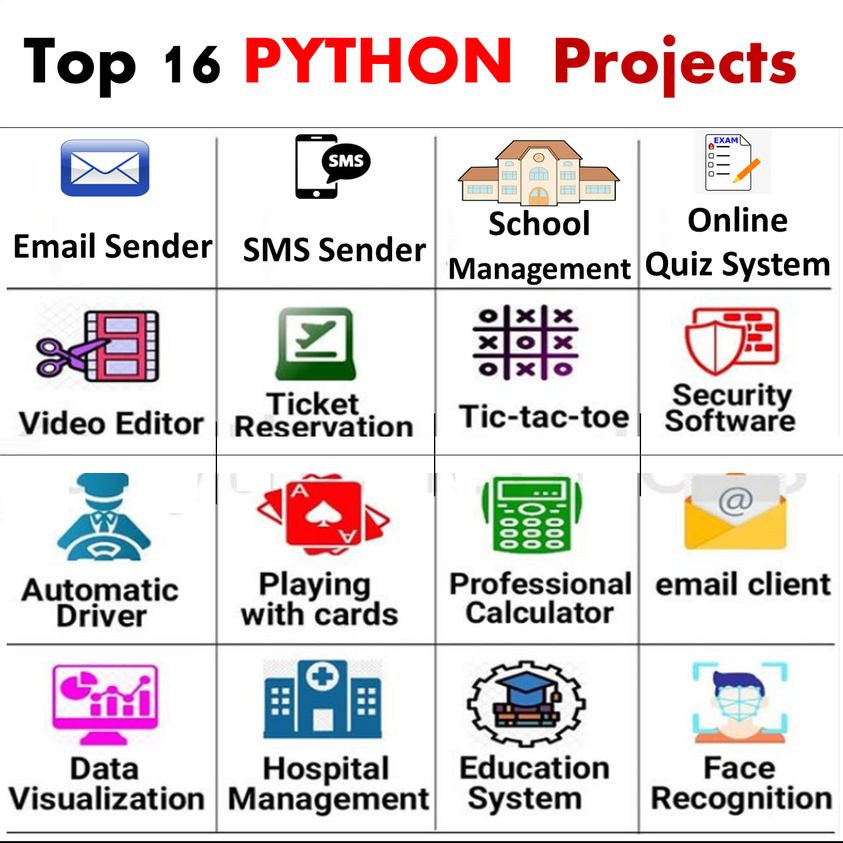 Top 16 PYTHON Projects
SMS
EXAM
Email Sender
SMS Sender
School
Management
Online
Quiz System
Video Editor
Ticket
Reservation
Tic-tac-toe
Security
Software
@
A
A
Automatic
Driver
Playing
with cards
Professional
Calculator
email client
Data
Visualization
Hospital
Management
Education
System
Face
Recognition